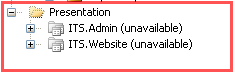 Presentation
ITS.Admin (unavailable)
ITS.Website (unavailable)